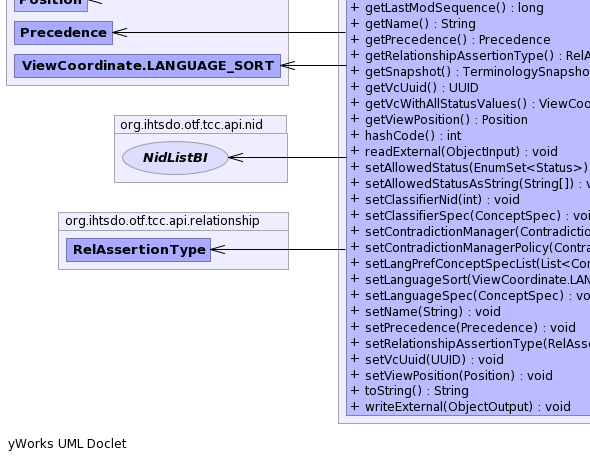 Position
Precedence
ViewCoordinate.LANGUAGE_SORT
org.ihtsdo.otf.tcc.api.nid
NidListBI
org.ihtsdo.otf.tcc.api.relationship
RelAssertionType
+ getLastModSequence() : long
+ getName() : String
+ getPrecedence() : Precedence
+ getRelationshipAssertionType() : RelA
+ getSnapshot() : TerminologySnapsho
+ getVcUuid() : UUID
+ getVcWithAllStatusValues() : ViewCoo
+ getViewPosition() : Position
+ hashCode() : int
+ readExternal(ObjectInput) : void
+ setAllowedStatus(EnumSet<Status>)
+ setAllowedStatusAsString(String[]) : v
+ setClassifierNid(int) : void
+ setClassifierSpec(ConceptSpec) : voi
+ setContradictionManager(Contradiction
+ setContradictionManagerPolicy(Contra
+ setLangPrefConceptSpecList(List<Con
+ setLanguageSort(ViewCoordinate.LAN
+ setLanguageSpec(ConceptSpec) : vo
+ setName(String) : void
+ setPrecedence(Precedence) : void
+ setRelationshipAssertionType(RelAsse
+ setVcUuid(UUID) : void
+ setViewPosition(Position) : void
+ toString() : String
+ writeExternal(ObjectOutput) : void
yWorks UML Doclet